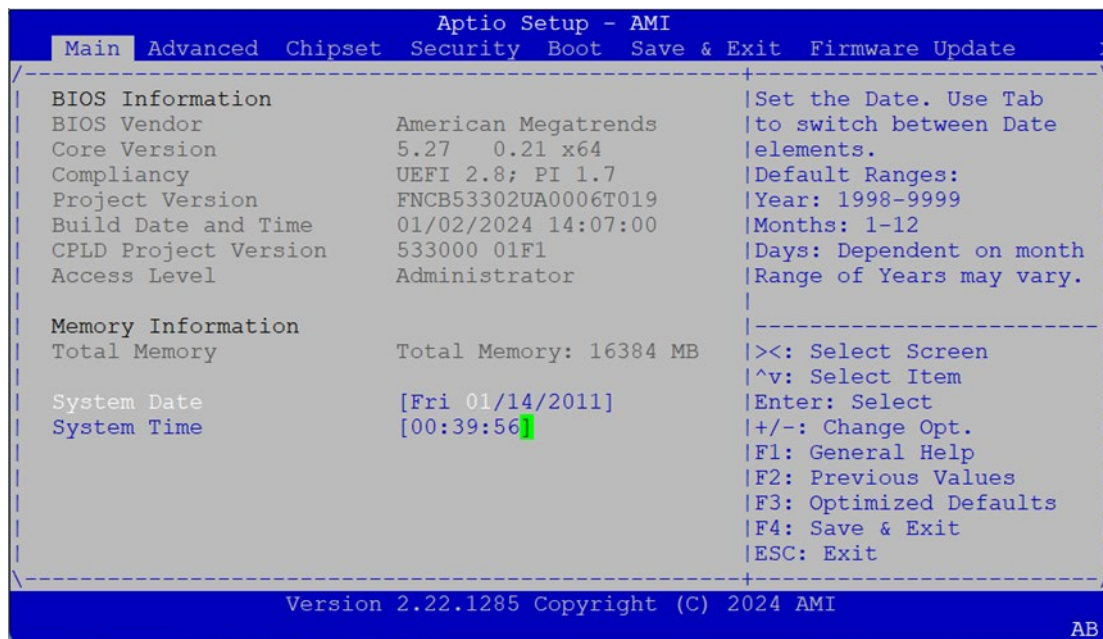 Aptio Setup - AMI
Main Advanced Chipset Security Boot Save & Exit Firmware Update
BIOS Information
BIOS Vendor American Megatrends
Core Version 5.27 0.21 x64
Compliancy UEFI 2.8; PI 1.7
Project Version FNCB53302UA0006T019
Build Date and Time 01/02/2024 14:07:00
CPLD Project Version 533000 01F1
Access Level Administrator
Memory Information
Total Memory Total Memory: 16384 MB
System Date [Fri 01/14/2011]
System Time [00:39:56]
Set the Date. Use Tab
to switch between Date
elements.
Default Ranges:
Year: 1998-9999
Months: 1-12
Days: Dependent on month
Range of Years may vary.
><: Select Screen
^v: Select Item
Enter: Select
+/-: Change Opt.
F1: General Help
F2: Previous Values
F3: Optimized Defaults
F4: Save & Exit
ESC: Exit
Version 2.22.1285 Copyright (C) 2024 AMI
AB